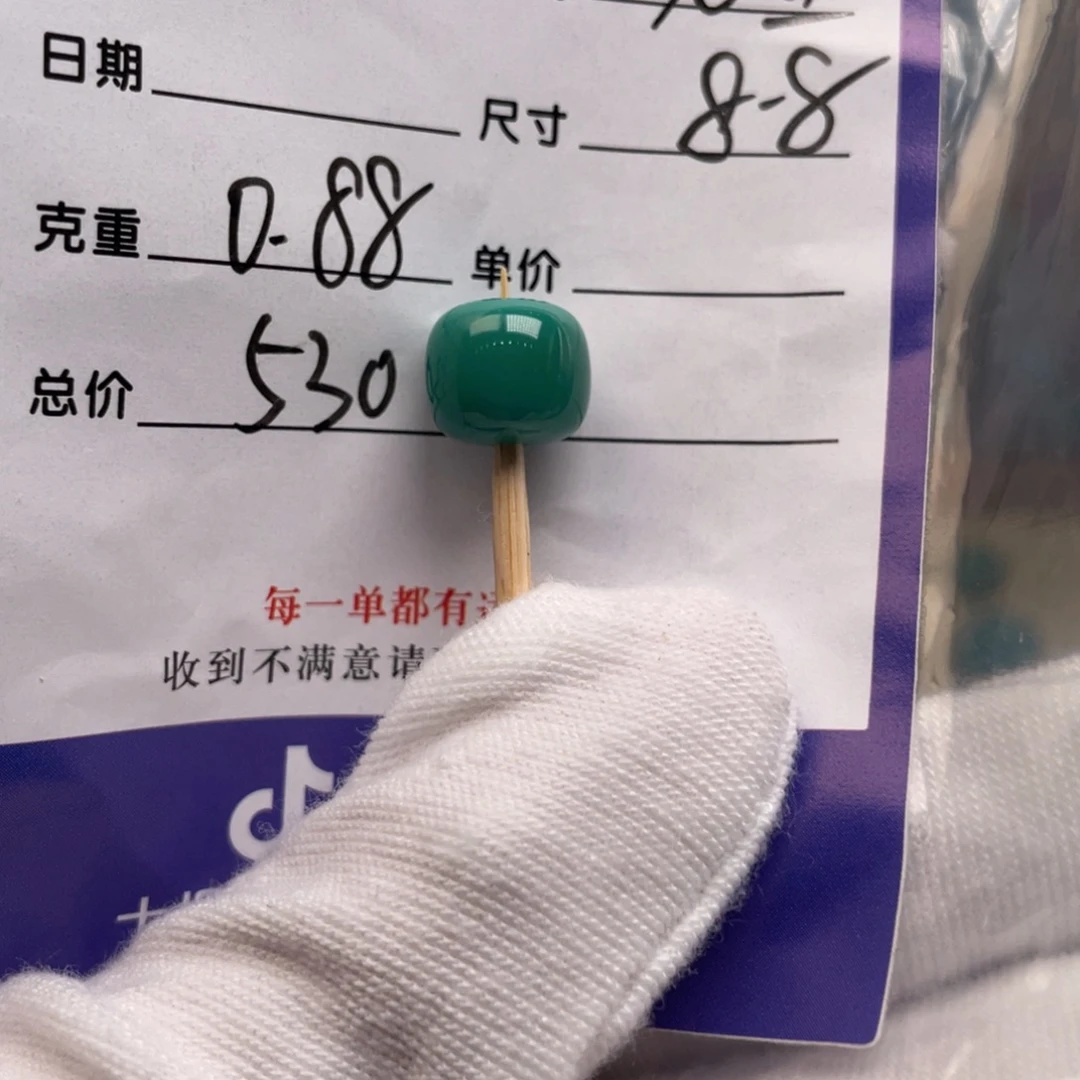 日期 尺寸 8-8
克重 0.88 单价
总价 530
每一单都有
收到不满意请